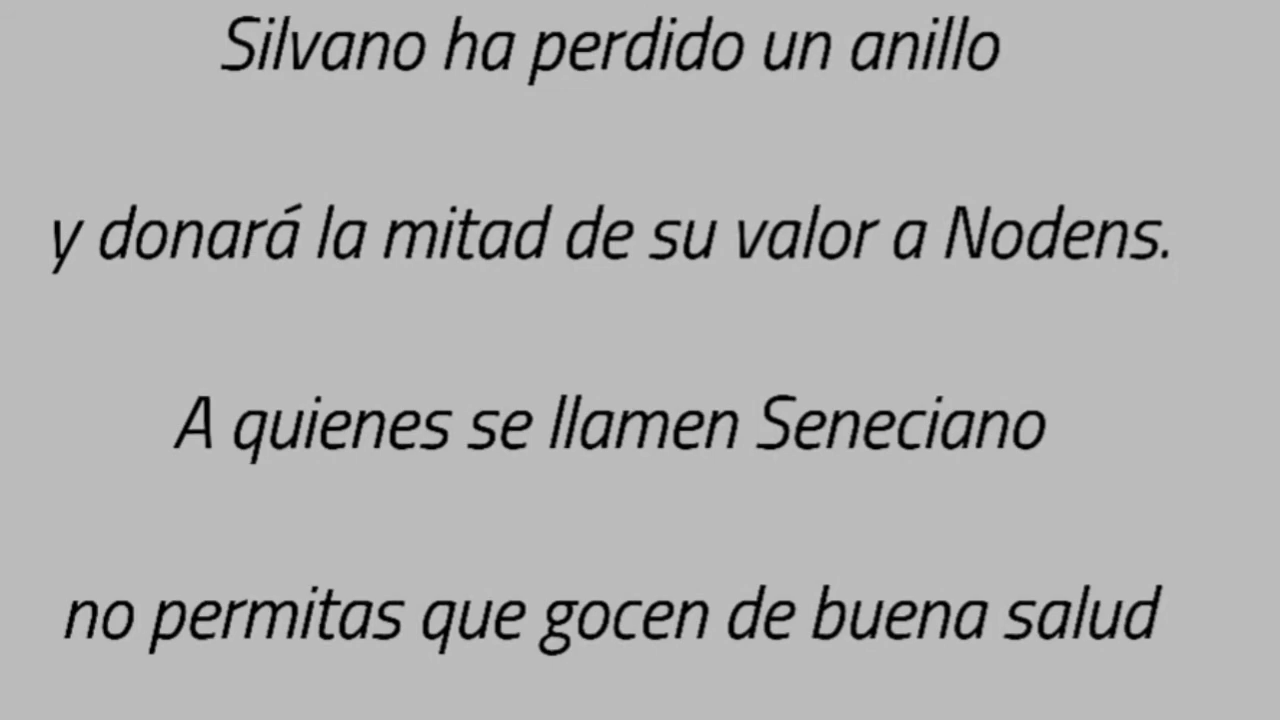 Silvano ha perdido un anillo
y donará la mitad de su valor a Nodens.
A quienes se llamen Seneciano
no permitas que gocen de buena salud